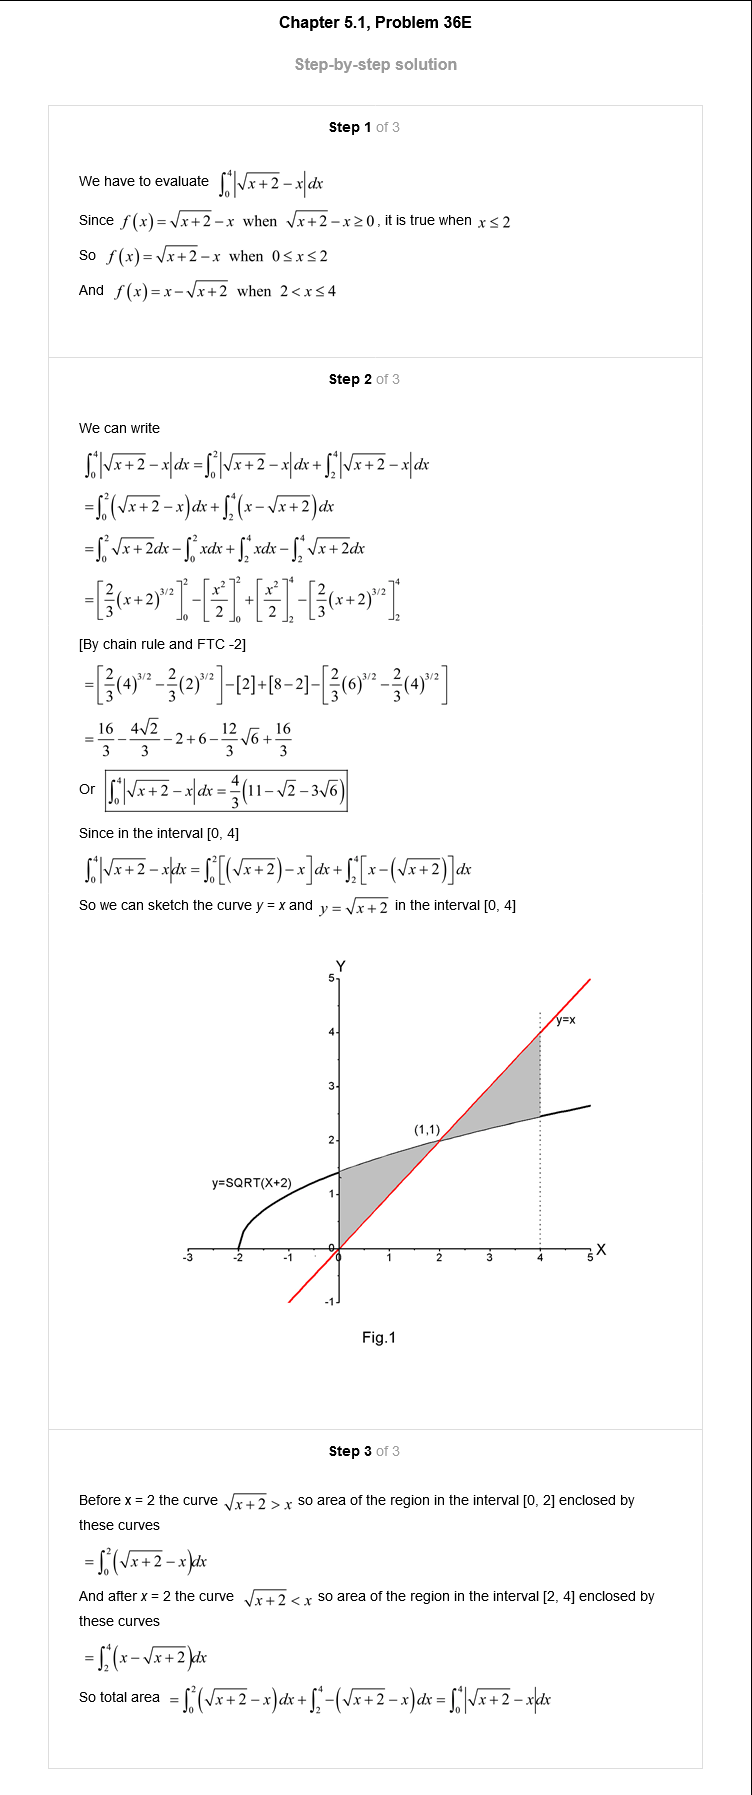 Chapter 5.1, Problem 36E
Step-by-step solution
Step 1 of 3
We have to evaluate ∫₀⁴|√(x+2) − x|dx
Since f(x) = √(x+2) − x when √(x+2) − x ≥ 0, it is true when x ≤ 2
So f(x) = √(x+2) − x when 0 ≤ x ≤ 2
And f(x) = x − √(x+2) when 2 < x ≤ 4
Step 2 of 3
We can write
∫₀⁴|√(x+2) − x|dx = ∫₀²|√(x+2) − x|dx + ∫₂⁴|√(x+2) − x|dx
= ∫₀²(√(x+2) − x)dx + ∫₂⁴(x − √(x+2))dx
= ∫₀²√(x+2)dx − ∫₀²xdx + ∫₂⁴xdx − ∫₂⁴√(x+2)dx
= [2/3(x+2)^(3/2)]₀² − [x²/2]₀² + [x²/2]₂⁴ − [2/3(x+2)^(3/2)]₂⁴
[By chain rule and FTC -2]
= [2/3(4)^(3/2) − 2/3(2)^(3/2)] − [2] + [8 − 2] − [2/3(6)^(3/2) − 2/3(4)^(3/2)]
= 16/3 − 4√2/3 − 2 + 6 − 12/3√6 + 16/3
Or ∫₀⁴|√(x+2) − x|dx = 4/3(11 − √2 − 3√6)
Since in the interval [0, 4]
∫₀⁴|√(x+2) − x|dx = ∫₀²[(√(x+2)) − x]dx + ∫₂⁴[x − (√(x+2))]dx
So we can sketch the curve y = x and y = √(x+2) in the interval [0, 4]
Y
5
y=x
4
3
(1,1)
2
y=SQRT(X+2)
1
0
-3 -2 -1 0 1 2 3 4 5 X
-1
Fig.1
Step 3 of 3
Before x = 2 the curve √(x+2) > x so area of the region in the interval [0, 2] enclosed by
these curves
= ∫₀²(√(x+2) − x)dx
And after x = 2 the curve √(x+2) < x so area of the region in the interval [2, 4] enclosed by
these curves
= ∫₂⁴(x − √(x+2))dx
So total area = ∫₀²(√(x+2) − x)dx + ∫₂⁴−(√(x+2) − x)dx = ∫₀⁴|√(x+2) − x|dx